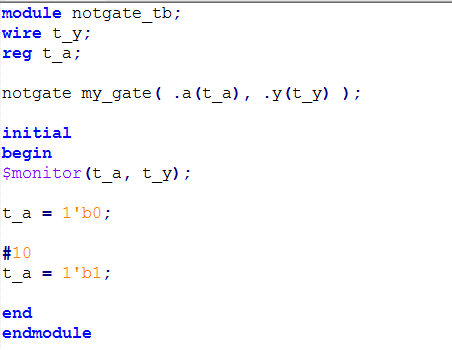 module notgate_tb;
wire t_y;
reg t_a;
notgate my_gate( .a(t_a), .y(t_y) );
initial
begin
$monitor(t_a, t_y);
t_a = 1'b0;
#10
t_a = 1'b1;
end
endmodule